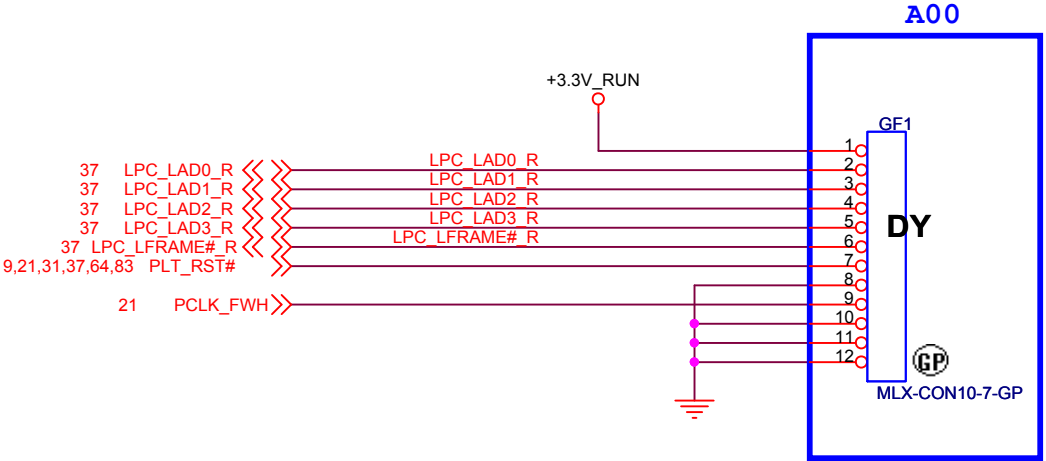 A00
+3.3V_RUN
GF1
1
37 LPC_LAD0_R LPC_LAD0_R 2
37 LPC_LAD1_R LPC_LAD1_R 3
37 LPC_LAD2_R LPC_LAD2_R 4
37 LPC_LAD3_R LPC_LAD3_R 5
DY
37 LPC_LFRAME#_R LPC_LFRAME#_R 6
9,21,31,37,64,83 PLT_RST# 7
8
21 PCLK_FWH 9
10
11
12
GP
MLX-CON10-7-GP